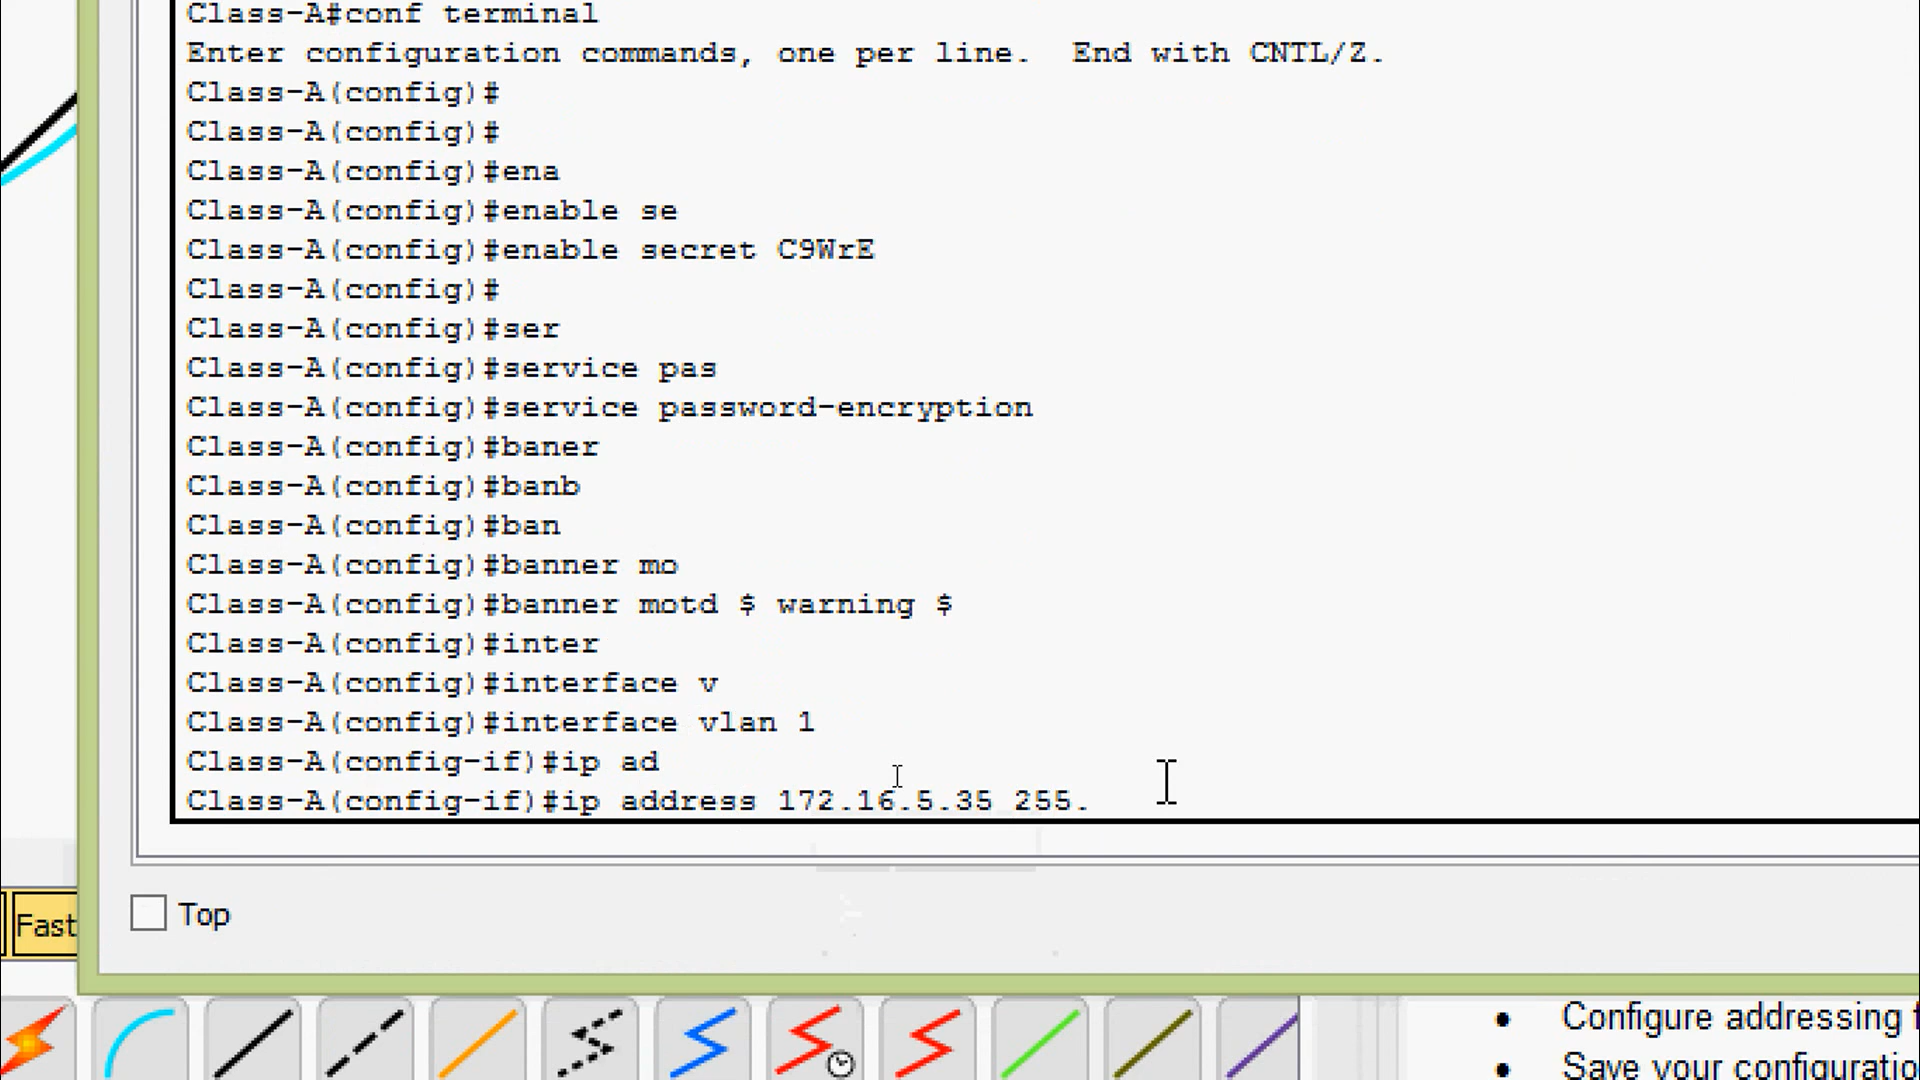 Class-A#conf terminal
Enter configuration commands, one per line.  End with CNTL/Z.
Class-A(config)#
Class-A(config)#
Class-A(config)#ena
Class-A(config)#enable se
Class-A(config)#enable secret C9WrE
Class-A(config)#
Class-A(config)#ser
Class-A(config)#service pas
Class-A(config)#service password-encryption
Class-A(config)#baner
Class-A(config)#banb
Class-A(config)#ban
Class-A(config)#banner mo
Class-A(config)#banner motd $ warning $
Class-A(config)#inter
Class-A(config)#interface v
Class-A(config)#interface vlan 1
Class-A(config-if)#ip ad
Class-A(config-if)#ip address 172.16.5.35 255.
Top
Fast
• Configure addressing
• Save your configuratio